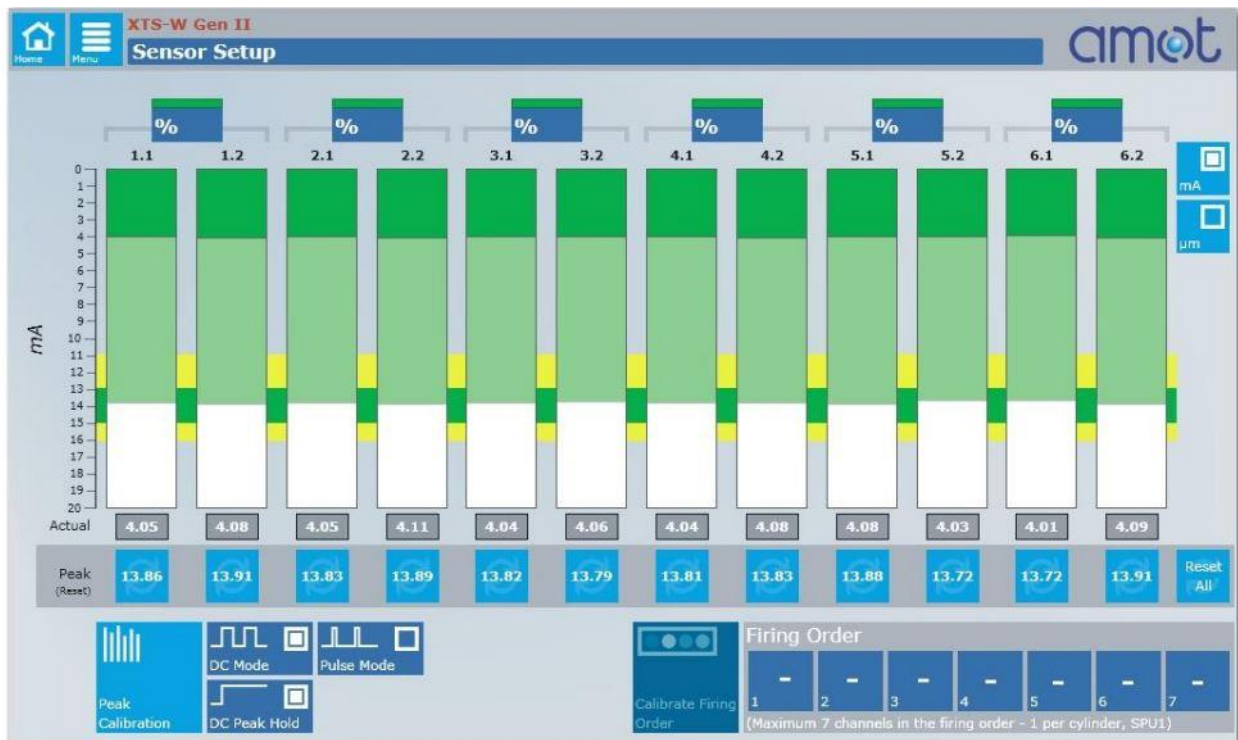 XTS-W Gen II
Home
Menu
Sensor Setup
amot
% % % % % %
1.1 1.2 2.1 2.2 3.1 3.2 4.1 4.2 5.1 5.2 6.1 6.2
mA
μm
mA
0
1
2
3
4
5
6
7
8
9
10
11
12
13
14
15
16
17
18
19
20
Actual 4.05 4.08 4.05 4.11 4.04 4.06 4.04 4.08 4.08 4.03 4.01 4.09
Peak (Reset) 13.86 13.91 13.83 13.89 13.82 13.79 13.81 13.83 13.88 13.72 13.72 13.91
Reset All
Peak Calibration
DC Mode
Pulse Mode
DC Peak Hold
Calibrate Firing Order
Firing Order
- - - - - - -
1 2 3 4 5 6 7
(Maximum 7 channels in the firing order - 1 per cylinder, SPU1)